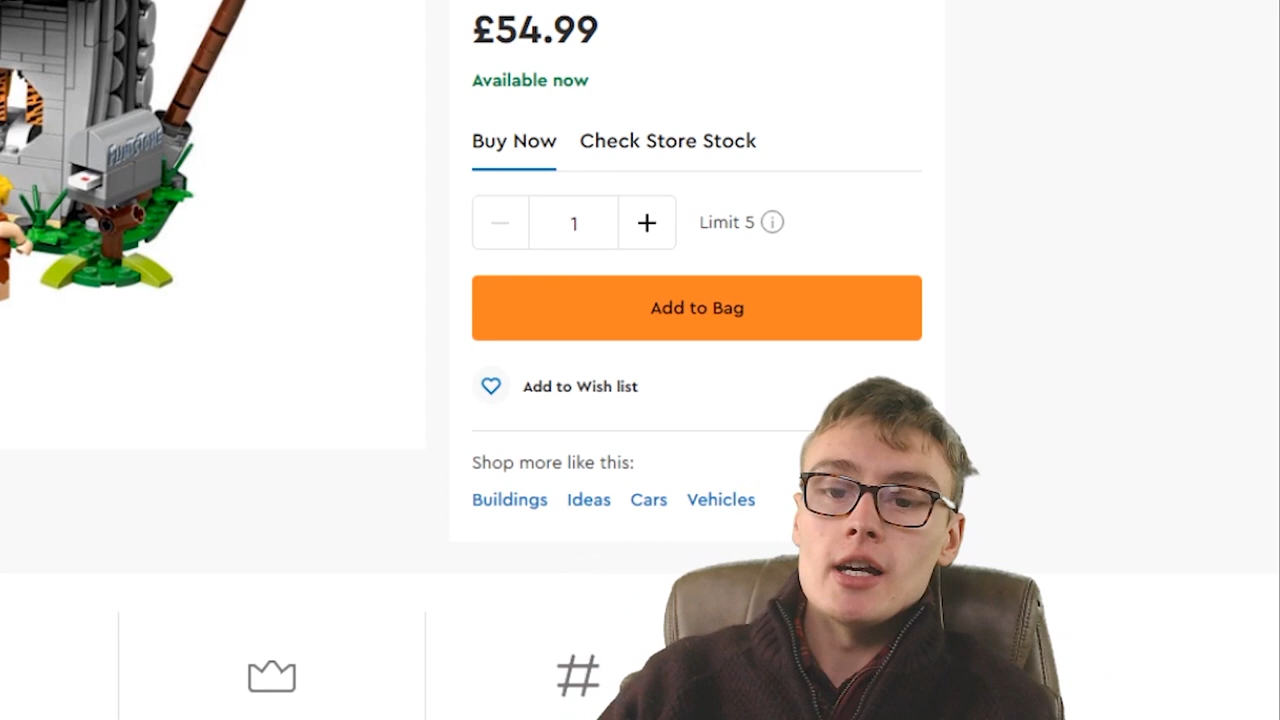 £54.99
Available now
Buy Now Check Store Stock
1
Limit 5
Add to Bag
Add to Wish list
Shop more like this:
Buildings Ideas Cars Vehicles
#